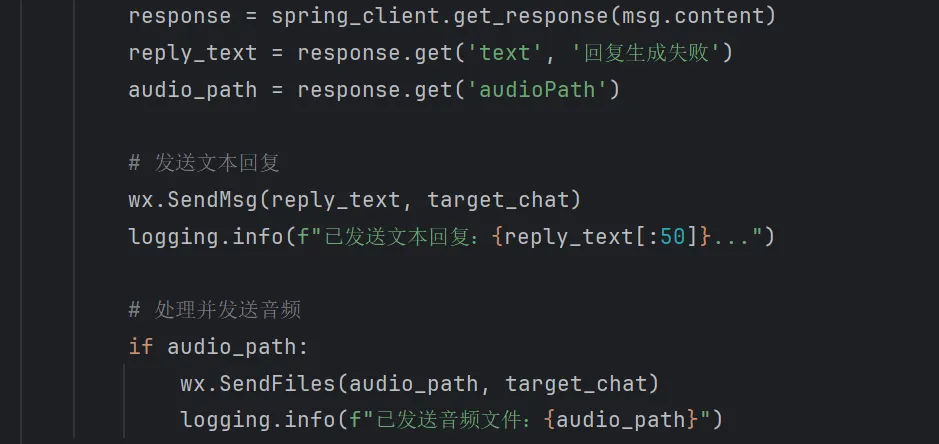 response = spring_client.get_response(msg.content)
reply_text = response.get('text', '回复生成失败')
audio_path = response.get('audioPath')
# 发送文本回复
wx.SendMsg(reply_text, target_chat)
logging.info(f"已发送文本回复：{reply_text[:50]}...")
# 处理并发送音频
if audio_path:
wx.SendFiles(audio_path, target_chat)
logging.info(f"已发送音频文件：{audio_path}")